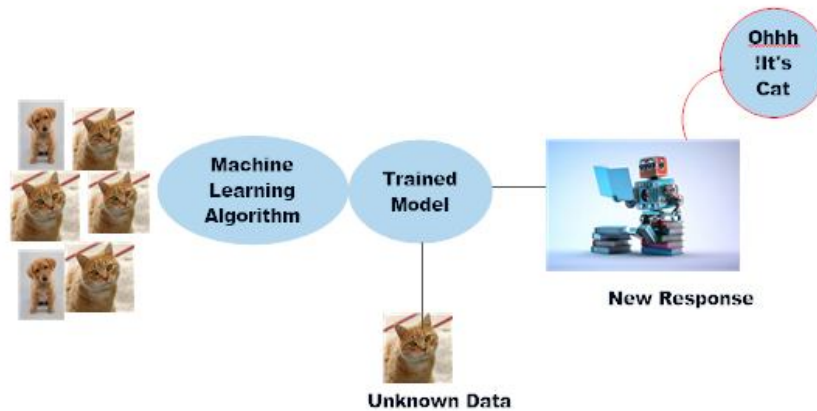 Ohhh
!It's
Cat
Machine
Learning
Algorithm
Trained
Model
New Response
Unknown Data